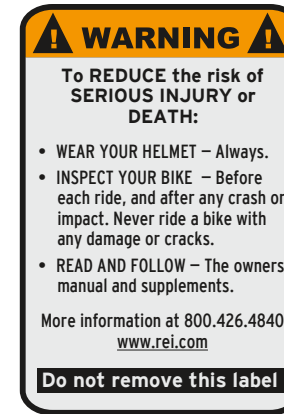 WARNING
To REDUCE the risk of
SERIOUS INJURY or
DEATH:
• WEAR YOUR HELMET – Always.
• INSPECT YOUR BIKE – Before
each ride, and after any crash or
impact. Never ride a bike with
any damage or cracks.
• READ AND FOLLOW – The owners
manual and supplements.
More information at 800.426.4840
www.rei.com
Do not remove this label